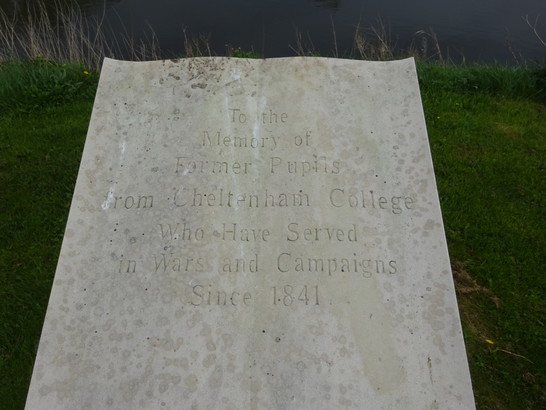 To the
Memory of
Former Pupils
from Cheltenham College
Who Have Served
in Wars and Campaigns
Since 1841